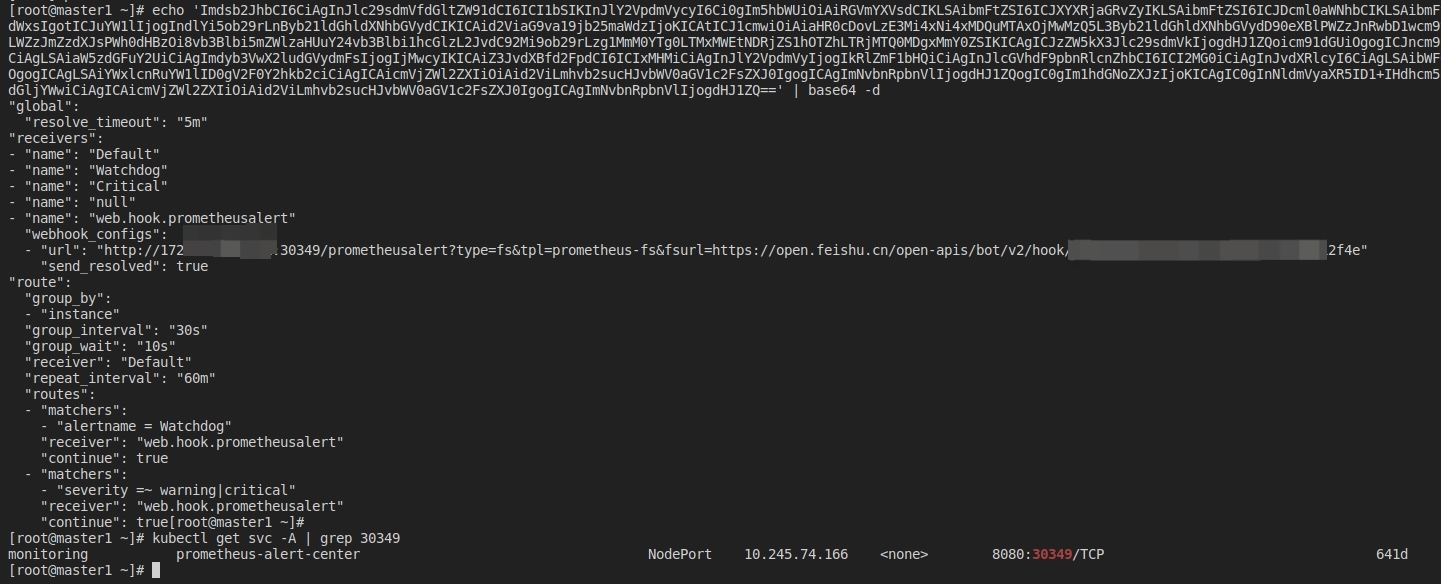 [root@master1 ~]# echo 'Imdsb2JhbCI6CiAgInJlc29sdmVfdGltZW91dCI6ICI1bSIKInJlY2VpdmVycyI6Ci0gIm5hbWUiOiAiRGVmYXVsdCIKLSAibmFtZSI6ICJXYXRjaGRvZyIKLSAibmFtZSI6ICJDcml0aWNhbCIKLSAibmF
CiAgLSAiaW5zdGFuY2UiCiAgImdyb3VwX2ludGVydmFsIjogIjMwcyIKICAiZ3JvdXBfd2FpdCI6ICIxMHMiCiAgInJlY2VpdmVyIjogIkRlZmF1bHQiCiAgInJlcGVhdF9pbnRlcnZhbCI6ICI2MG0iCiAgInJvdXRlcyI6CiAgLSAibWF
OgogICAgLSAiYWxlcnRuYW1lID0gV2F0Y2hkb2ciCiAgICAicmVjZWl2ZXIiOiAid2ViLmhvb2sucHJvbWV0aGV1c2FsZXJ0IgogICAgImNvbnRpbnVlIjogdHJ1ZQogIC0gIm1hdGNoZXJzIjoKICAgIC0gInNldmVyaXR5ID1+IHdhcm5
dGljYWwiCiAgICAicmVjZWl2ZXIiOiAid2ViLmhvb2sucHJvbWV0aGV1c2FsZXJ0IgogICAgImNvbnRpbnVlIjogdHJ1ZQ==' | base64 -d
"global":
  "resolve_timeout": "5m"
"receivers":
- "name": "Default"
- "name": "Watchdog"
- "name": "Critical"
- "name": "null"
- "name": "web.hook.prometheusalert"
  "webhook_configs":
  - "url": "http://172 :30349/prometheusalert?type=fs&tpl=prometheus-fs&fsurl=https://open.feishu.cn/open-apis/bot/v2/hook/ 2f4e"
    "send_resolved": true
"route":
  "group_by":
  - "instance"
  "group_interval": "30s"
  "group_wait": "10s"
  "receiver": "Default"
  "repeat_interval": "60m"
  "routes":
  - "matchers":
    - "alertname = Watchdog"
    "receiver": "web.hook.prometheusalert"
    "continue": true
  - "matchers":
    - "severity =~ warning|critical"
    "receiver": "web.hook.prometheusalert"
    "continue": true[root@master1 ~]#
[root@master1 ~]# kubectl get svc -A | grep 30349
monitoring prometheus-alert-center NodePort 10.245.74.166 <none> 8080:30349/TCP 641d
[root@master1 ~]#